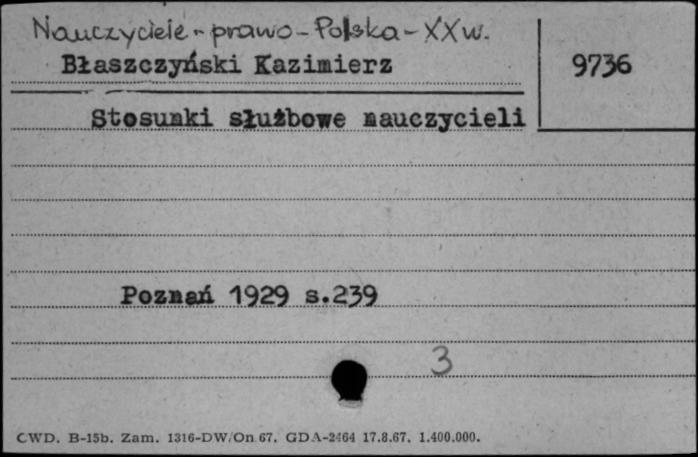 Nauczyciele - prawo - Polska - XX w.
Błaszczyński Kazimierz
9736
Stosunki służbowe nauczycieli
Poznań 1929 s.239
3
CWD. B-15b. Zam. 1316-DW/On 67. GDA-2464 17.8.67. 1.400.000.